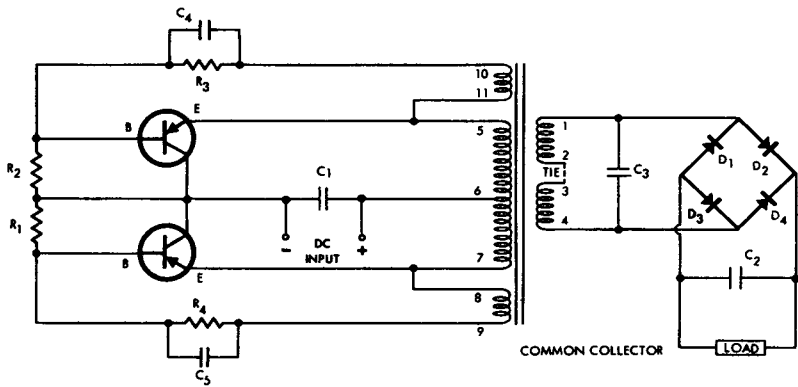 C4
R3
10
11
E
B
5
1
R2
C1
2
TIE
C3
D1
D2
6
3
D3
D4
R1
4
-
DC
INPUT
+
B
E
7
C2
R4
8
9
C5
COMMON COLLECTOR
LOAD